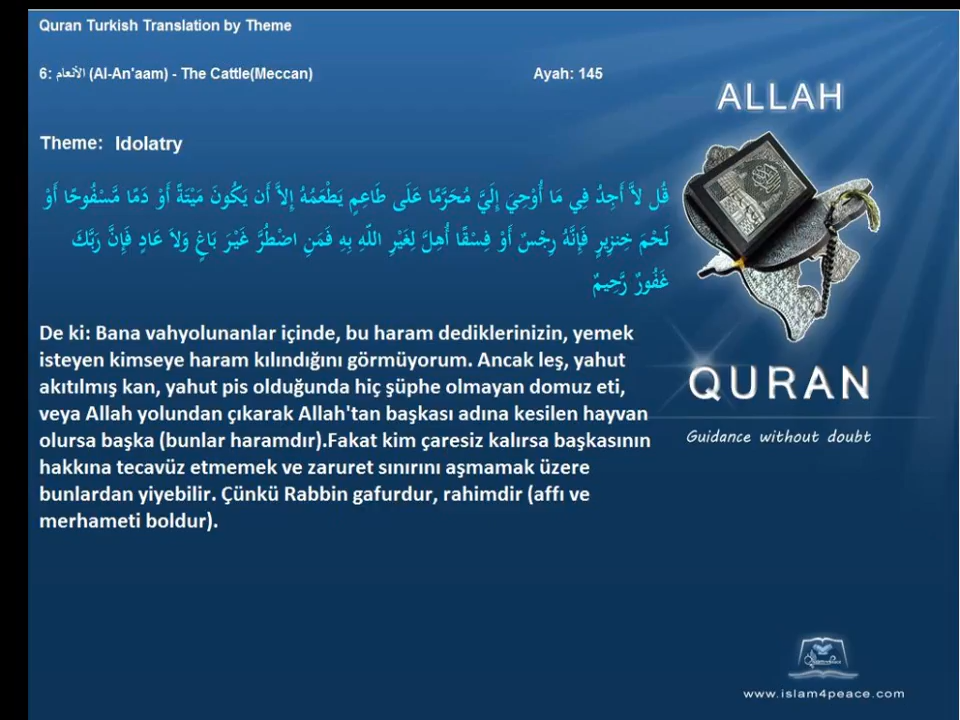 Quran Turkish Translation by Theme
6: الأنعام (Al-An'aam) - The Cattle(Meccan)
Ayah: 145
Theme: Idolatry
قُل لاَّ أَجِدُ فِي مَا أُوْحِيَ إِلَيَّ مُحَرَّمًا عَلَى طَاعِمٍ يَطْعَمُهُ إِلاَّ أَن يَكُونَ مَيْتَةً أَوْ دَمًا مَّسْفُوحًا أَوْ
لَحْمَ خِنزِيرٍ فَإِنَّهُ رِجْسٌ أَوْ فِسْقًا أُهِلَّ لِغَيْرِ اللّهِ بِهِ فَمَنِ اضْطُرَّ غَيْرَ بَاغٍ وَلاَ عَادٍ فَإِنَّ رَبَّكَ
غَفُورٌ رَّحِيمٌ
De ki: Bana vahyolunanlar içinde, bu haram dediklerinizin, yemek
isteyen kimseye haram kılındığını görmüyorum. Ancak leş, yahut
akıtılmış kan, yahut pis olduğunda hiç şüphe olmayan domuz eti,
veya Allah yolundan çıkarak Allah'tan başkası adına kesilen hayvan
olursa başka (bunlar haramdır).Fakat kim çaresiz kalırsa başkasının
hakkına tecavüz etmemek ve zaruret sınırını aşmamak üzere
bunlardan yiyebilir. Çünkü Rabbin gafurdur, rahimdir (affı ve
merhameti boldur).
ALLAH
QURAN
Guidance without doubt
www.islam4peace.com